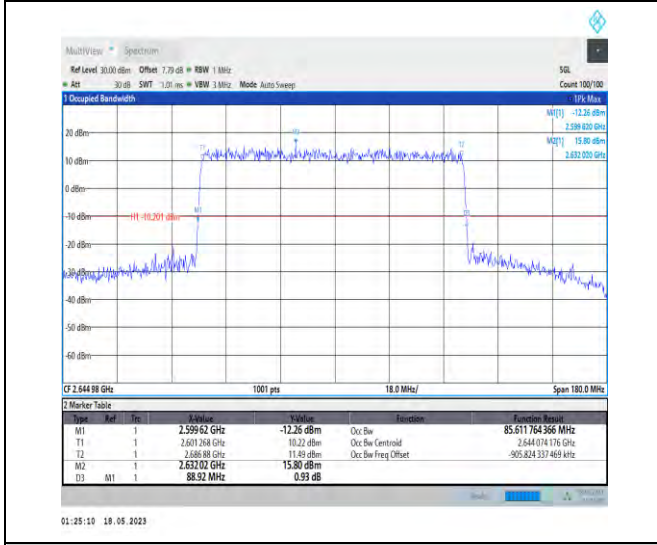 MultiView Spectrum
Ref Level 30.00 dBm Offset 7.79 dB RBW 1 MHz SGL
Att 30 dB SWT 1.01 ms VBW 3 MHz Mode Auto Sweep Count 100/100
1 Occupied Bandwidth 1Pk Max
M1[1] -12.26 dBm
2.599 620 GHz
M2[1] 15.80 dBm
2.632 020 GHz
20 dBm
10 dBm
0 dBm
-10 dBm H1 -10.201 dBm
-20 dBm
-30 dBm
-40 dBm
-50 dBm
-60 dBm
T1
M2
T2
M1
D3
CF 2.644 98 GHz 1001 pts 18.0 MHz/ Span 180.0 MHz
2 Marker Table
Type Ref Trc X-Value Y-Value Function Function Result
M1 1 2.599 62 GHz -12.26 dBm Occ Bw 85.611 764 366 MHz
T1 1 2.601 268 GHz 10.22 dBm Occ Bw Centroid 2.644 074 176 GHz
T2 1 2.686 88 GHz 11.49 dBm Occ Bw Freq Offset -905.824 337 469 kHz
M2 1 2.632 02 GHz 15.80 dBm
D3 M1 1 88.92 MHz 0.93 dB
01:25:10 18.05.2023